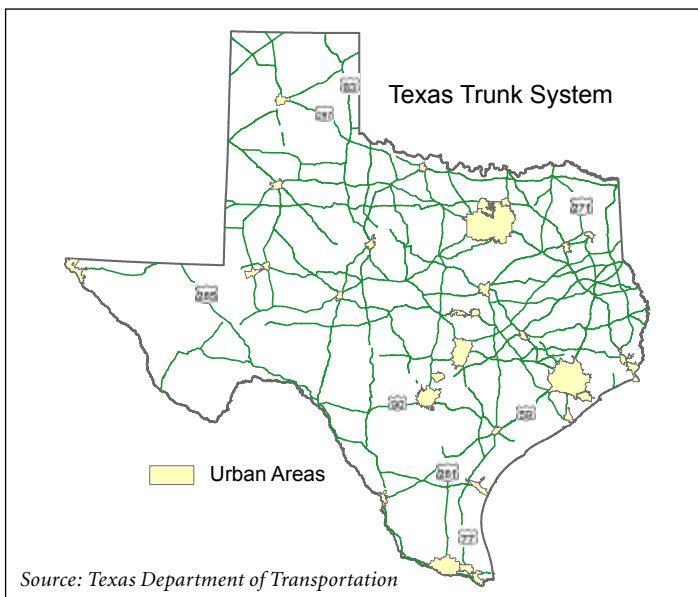 83
Texas Trunk System
287
271
285
90
59
Urban Areas
281
77
Source: Texas Department of Transportation